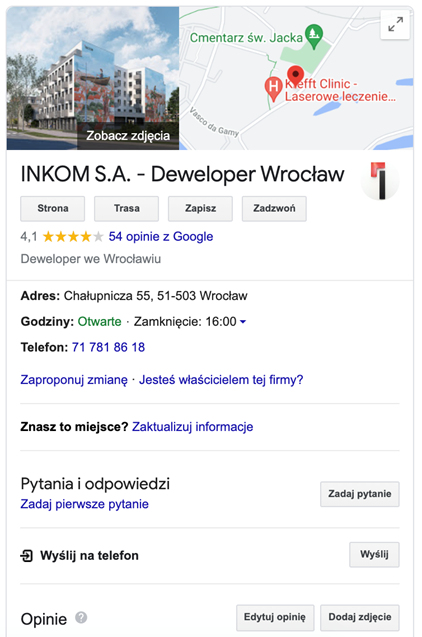 Cmentarz św. Jacka
Klefft Clinic -
Laserowe leczenie...
Vasco da Gamy
Zobacz zdjęcia
INKOM S.A. - Deweloper Wrocław
Strona
Trasa
Zapisz
Zadzwoń
4,1 54 opinie z Google
Deweloper we Wrocławiu
Adres: Chałupnicza 55, 51-503 Wrocław
Godziny: Otwarte · Zamknięcie: 16:00
Telefon: 71 781 86 18
Zaproponuj zmianę · Jesteś właścicielem tej firmy?
Znasz to miejsce? Zaktualizuj informacje
Pytania i odpowiedzi
Zadaj pierwsze pytanie
Zadaj pytanie
Wyślij na telefon
Wyślij
Opinie ?
Edytuj opinię
Dodaj zdjęcie